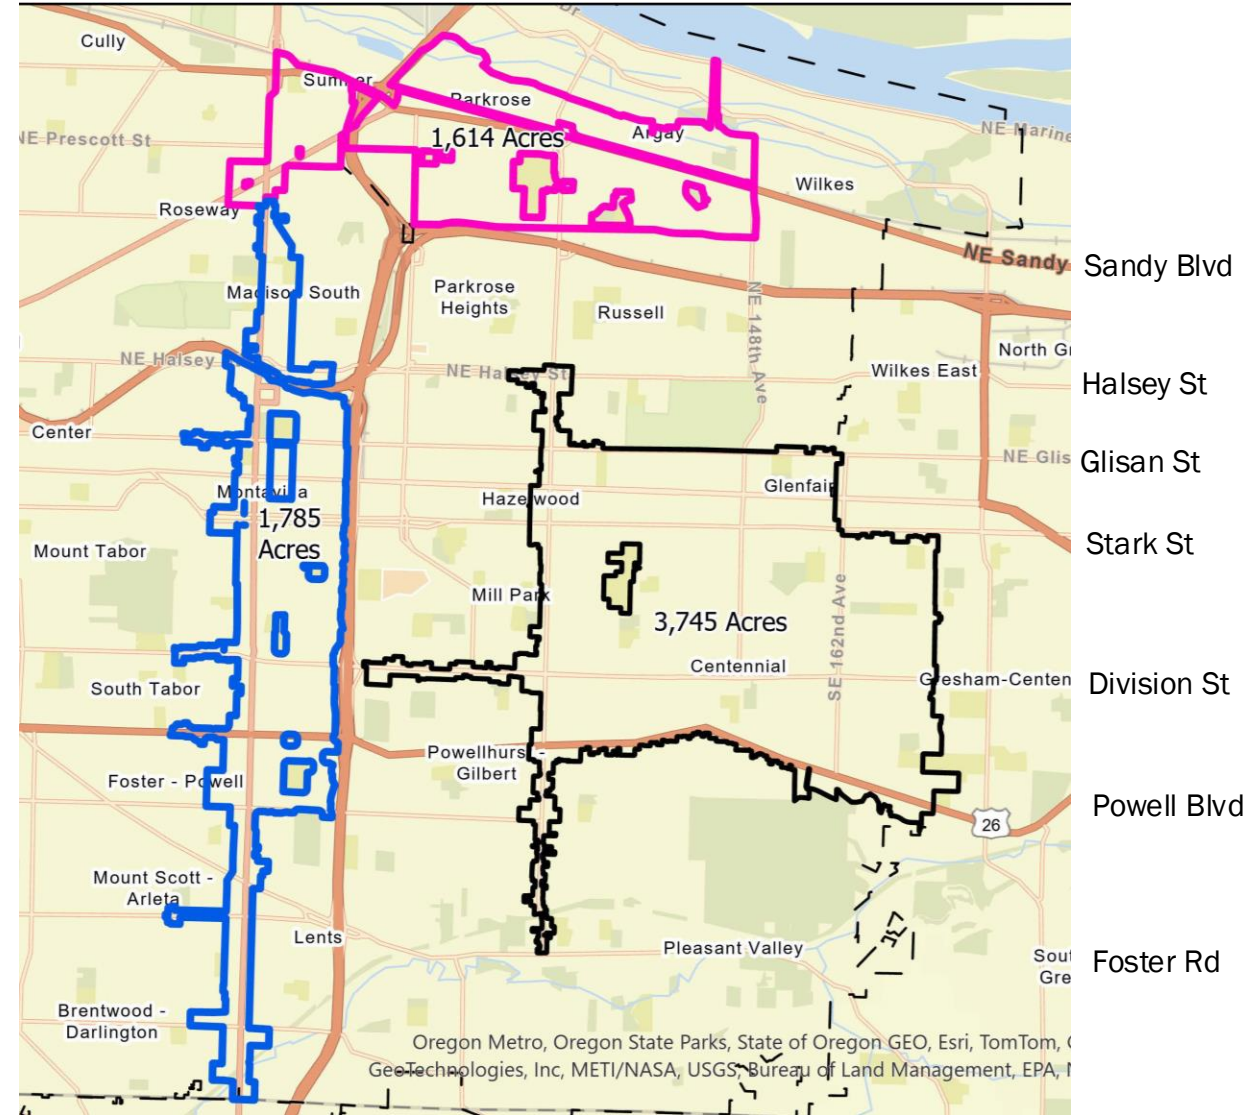 Dr
Cully
Sumner
Parkrose
NE Prescott St
1,614 Acres
Argay
NE Marine
Wilkes
Roseway
NE Sandy
Sandy Blvd
Madison South
Parkrose
Heights
Russell
NE 148th Ave
North Gr
NE Halsey
NE Halsey St
Wilkes East
Halsey St
Center
NE Glis
Glisan St
Montavilla
Hazelwood
Glenfair
1,785
Acres
Stark St
Mount Tabor
Mill Park
3,745 Acres
SE 162nd Ave
South Tabor
Centennial
Gresham-Centen
Division St
Foster - Powell
Powellhurst -
Gilbert
Powell Blvd
26
Mount Scott -
Arleta
Lents
Pleasant Valley
Sout
Gre
Foster Rd
Brentwood -
Darlington
Oregon Metro, Oregon State Parks, State of Oregon GEO, Esri, TomTom,
GeoTechnologies, Inc, METI/NASA, USGS, Bureau of Land Management, EPA,